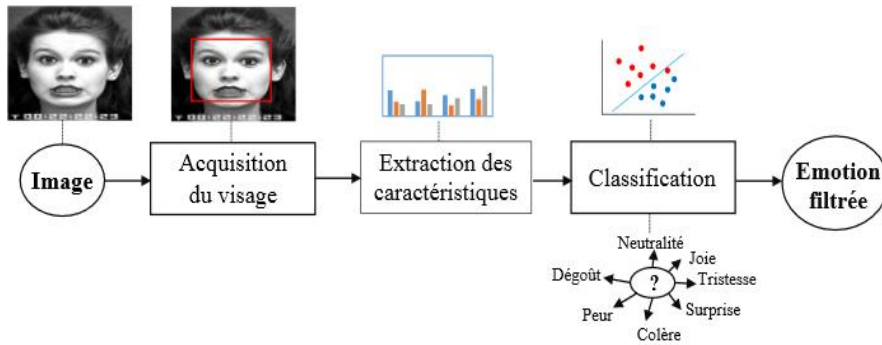 Image
Acquisition
du visage
Extraction des
caractéristiques
Classification
Emotion
filtrée
Neutralité
Joie
Dégoût
?
Tristesse
Peur
Surprise
Colère